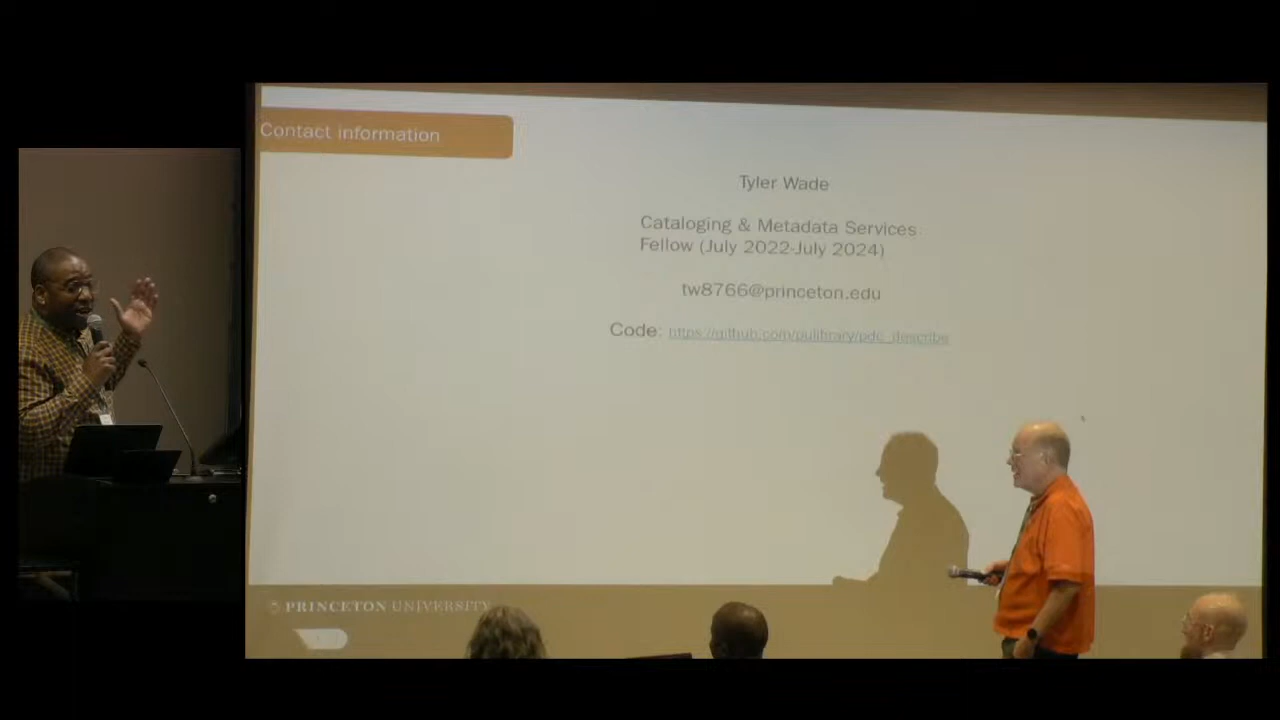 Contact information
Tyler Wade
Cataloging & Metadata Services
Fellow (July 2022-July 2024)
tw8766@princeton.edu
Code: https://github.com/pulibrary/pdc_describe
PRINCETON UNIVERSITY